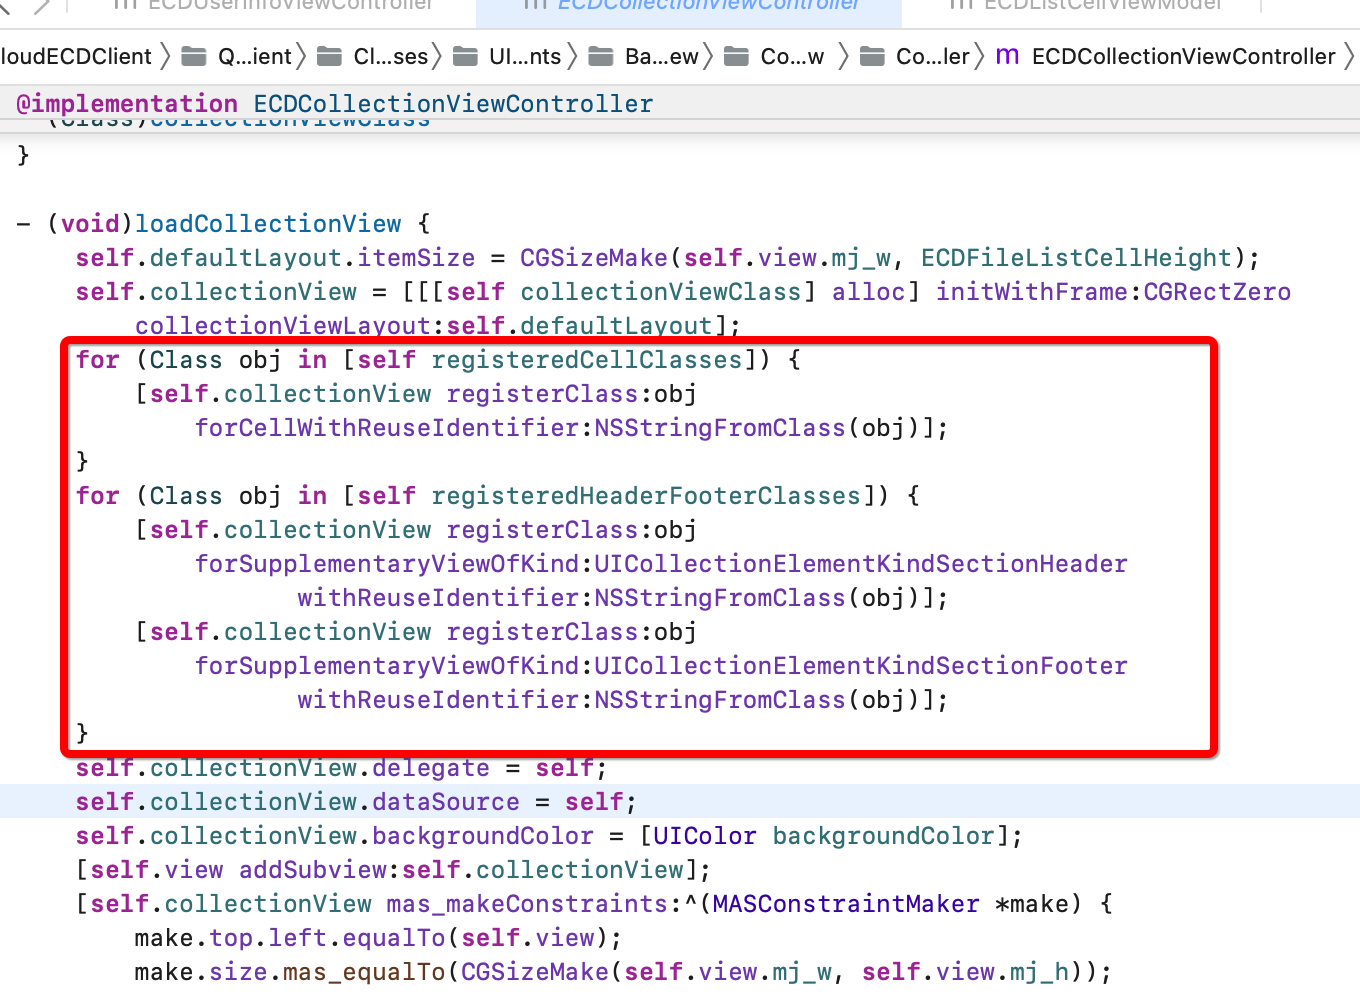 ECDUserInfoViewController ECDCollectionViewController ECDListCellViewModel
loudECDClient Q...ient Cl...ses UI...nts Ba...ew Co...w Co...ler m ECDCollectionViewController
@implementation ECDCollectionViewController
- (Class)collectionViewClass
}
- (void)loadCollectionView {
self.defaultLayout.itemSize = CGSizeMake(self.view.mj_w, ECDFileListCellHeight);
self.collectionView = [[[self collectionViewClass] alloc] initWithFrame:CGRectZero
collectionViewLayout:self.defaultLayout];
for (Class obj in [self registeredCellClasses]) {
[self.collectionView registerClass:obj
forCellWithReuseIdentifier:NSStringFromClass(obj)];
}
for (Class obj in [self registeredHeaderFooterClasses]) {
[self.collectionView registerClass:obj
forSupplementaryViewOfKind:UICollectionElementKindSectionHeader
withReuseIdentifier:NSStringFromClass(obj)];
[self.collectionView registerClass:obj
forSupplementaryViewOfKind:UICollectionElementKindSectionFooter
withReuseIdentifier:NSStringFromClass(obj)];
}
self.collectionView.delegate = self;
self.collectionView.dataSource = self;
self.collectionView.backgroundColor = [UIColor backgroundColor];
[self.view addSubview:self.collectionView];
[self.collectionView mas_makeConstraints:^(MASConstraintMaker *make) {
make.top.left.equalTo(self.view);
make.size.mas_equalTo(CGSizeMake(self.view.mj_w, self.view.mj_h));